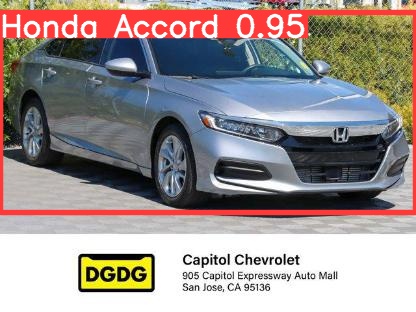 Honda Accord 0.95
DGDG
Capitol Chevrolet
905 Capitol Expressway Auto Mall
San Jose, CA 95136